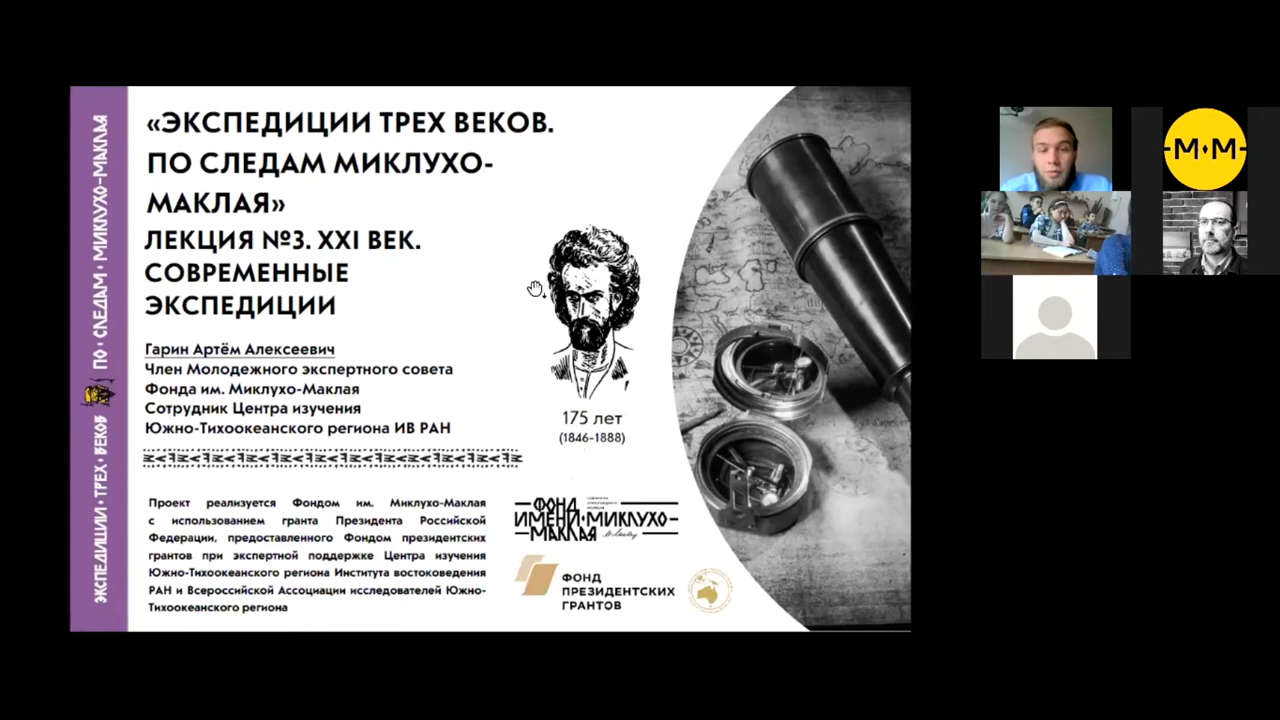 «ЭКСПЕДИЦИИ ТРЕХ ВЕКОВ.
ПО СЛЕДАМ МИКЛУХО-
МАКЛАЯ»
ЛЕКЦИЯ №3. XXI ВЕК.
СОВРЕМЕННЫЕ
ЭКСПЕДИЦИИ
Гарин Артём Алексеевич
Член Молодежного экспертного совета
Фонда им. Миклухо-Маклая
Сотрудник Центра изучения
Южно-Тихоокеанского региона ИВ РАН
175 лет
(1846-1888)
Проект реализуется Фондом им. Миклухо-Маклая
с использованием гранта Президента Российской
Федерации, предоставленного Фондом президентских
грантов при экспертной поддержке Центра изучения
Южно-Тихоокеанского региона Института востоковедения
РАН и Всероссийской Ассоциации исследователей Южно-
Тихоокеанского региона
ФОНД
ИМЕНИ·МИКЛУХО
МАКЛАЯ
ФОНД
ПРЕЗИДЕНТСКИХ
ГРАНТОВ
ЭКСПЕДИЦИИ·ТРЕХ·ВЕКОВ
ПО·СЛЕДАМ·МИКЛУХО-МАКЛАЯ
М·М